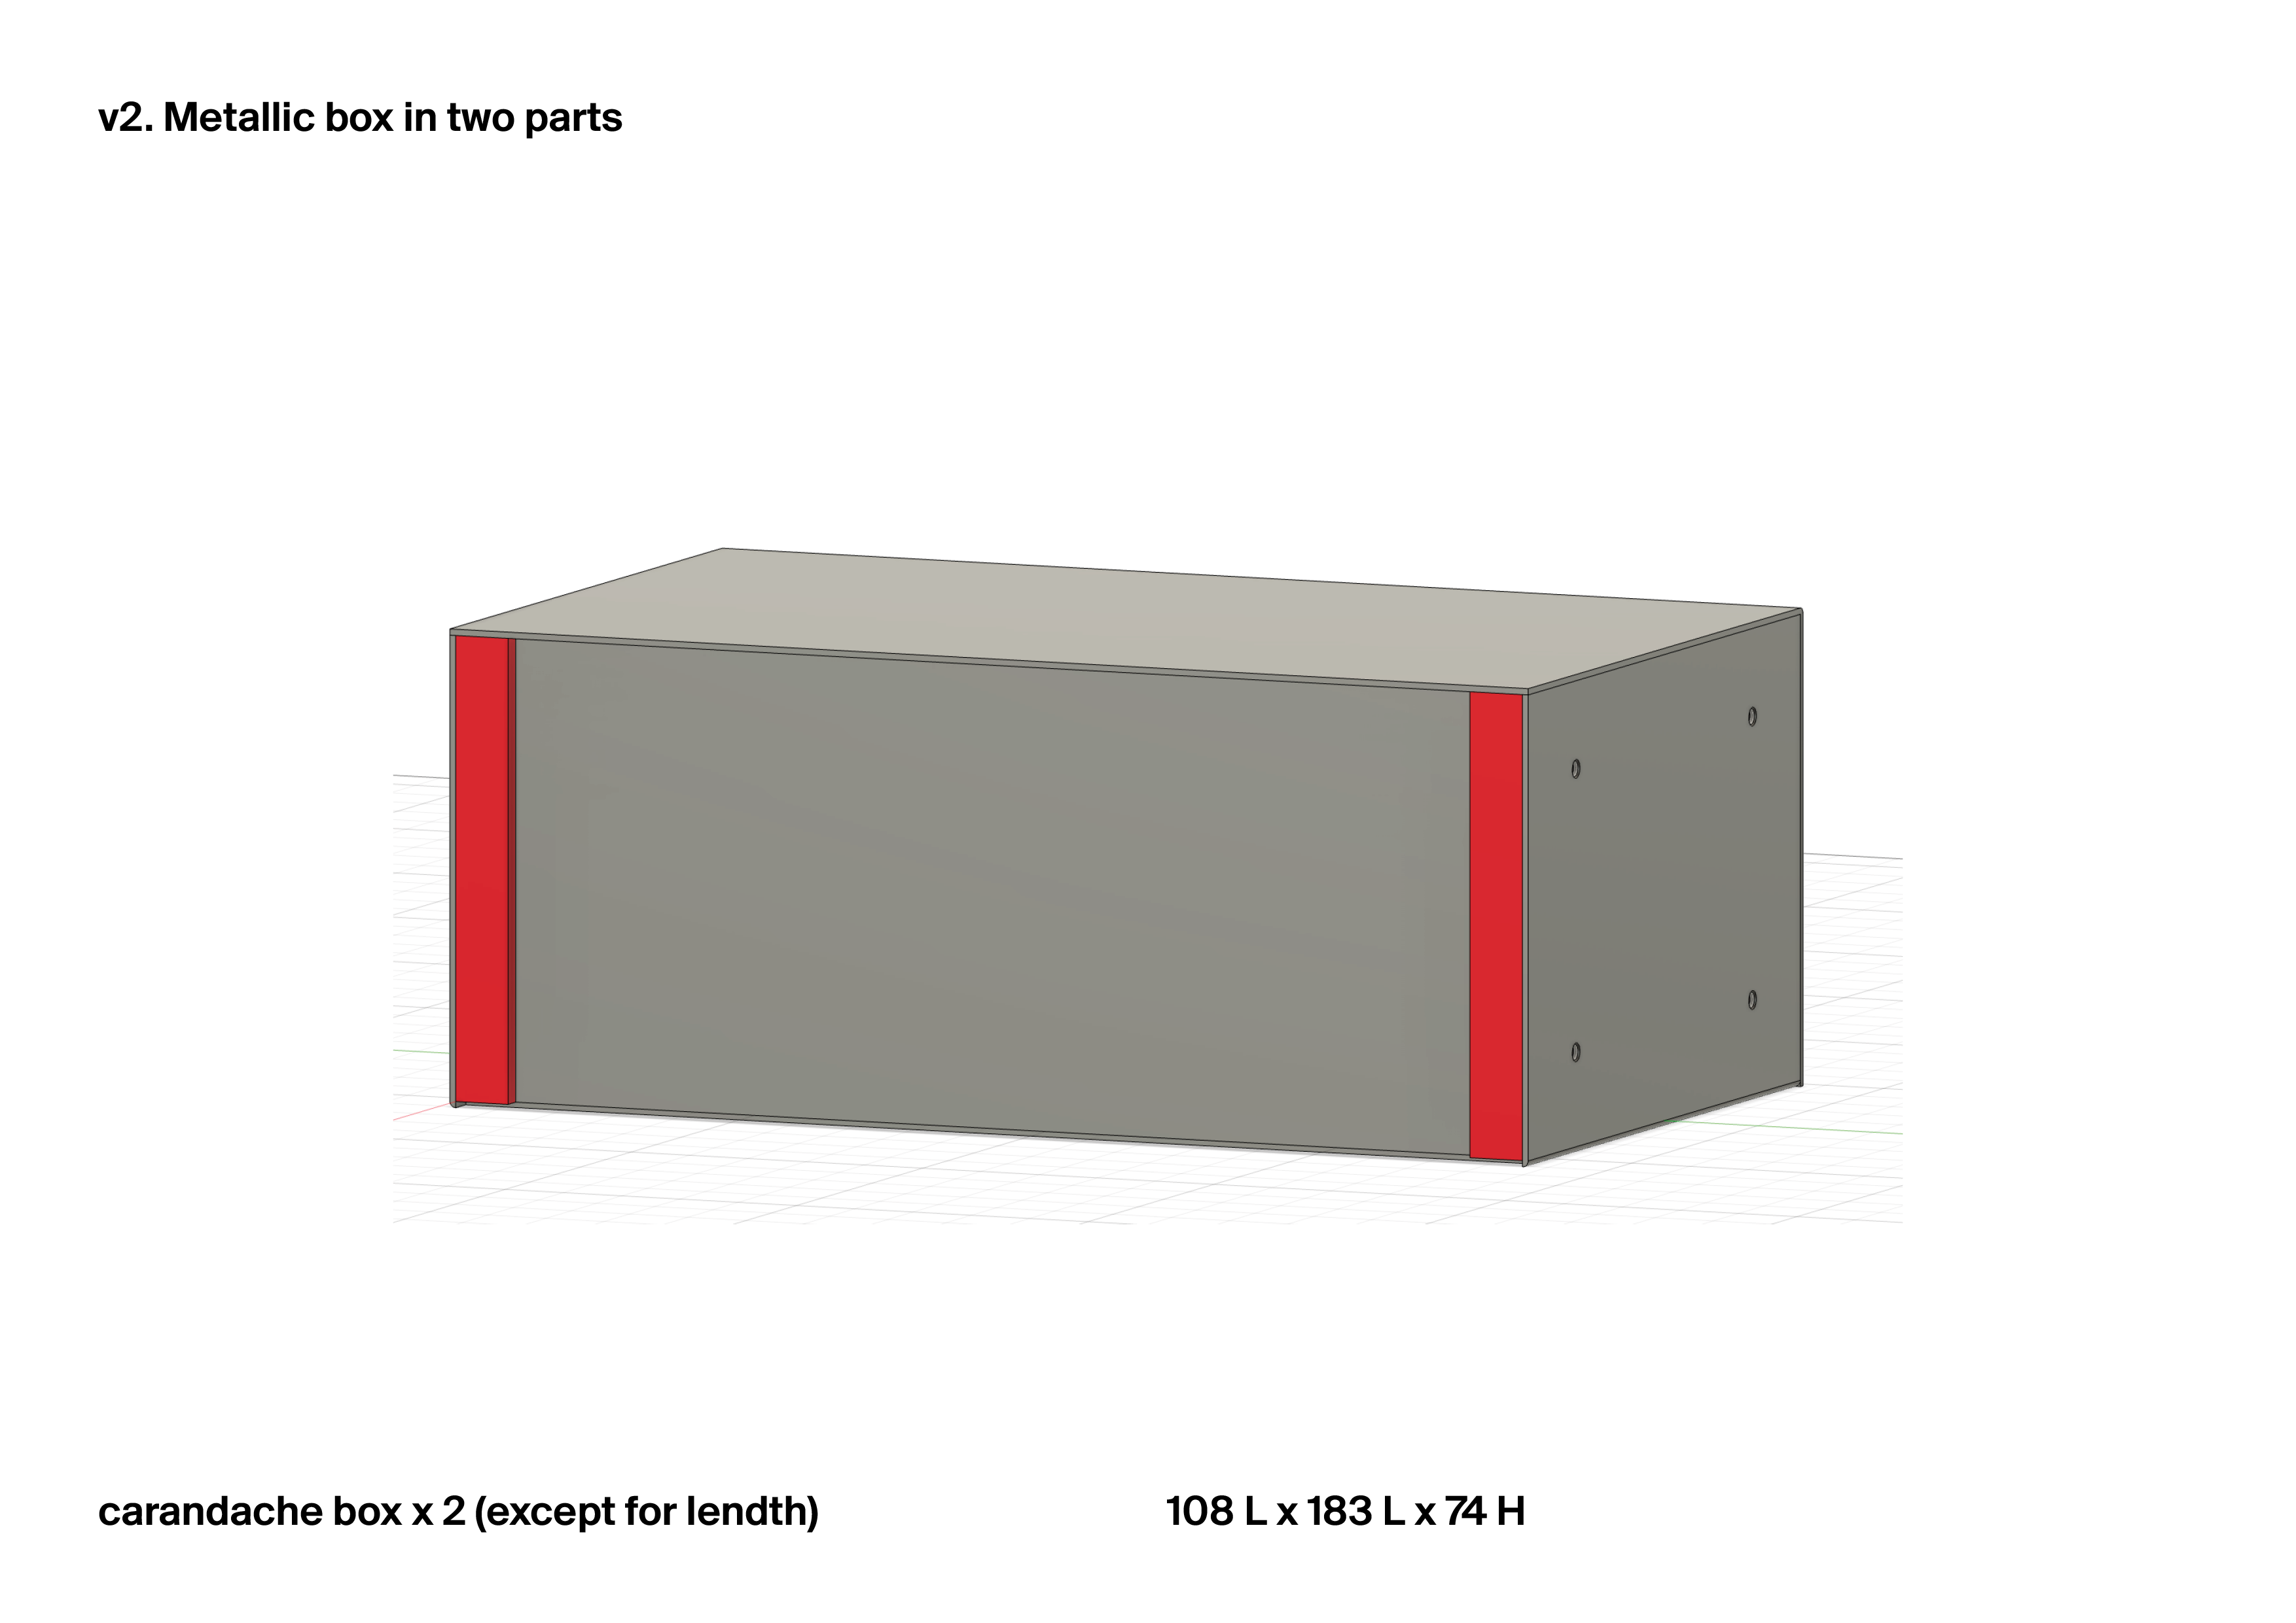 v2. Metallic box in two parts
carandache box x 2 (except for lendth)
108 L x 183 L x 74 H